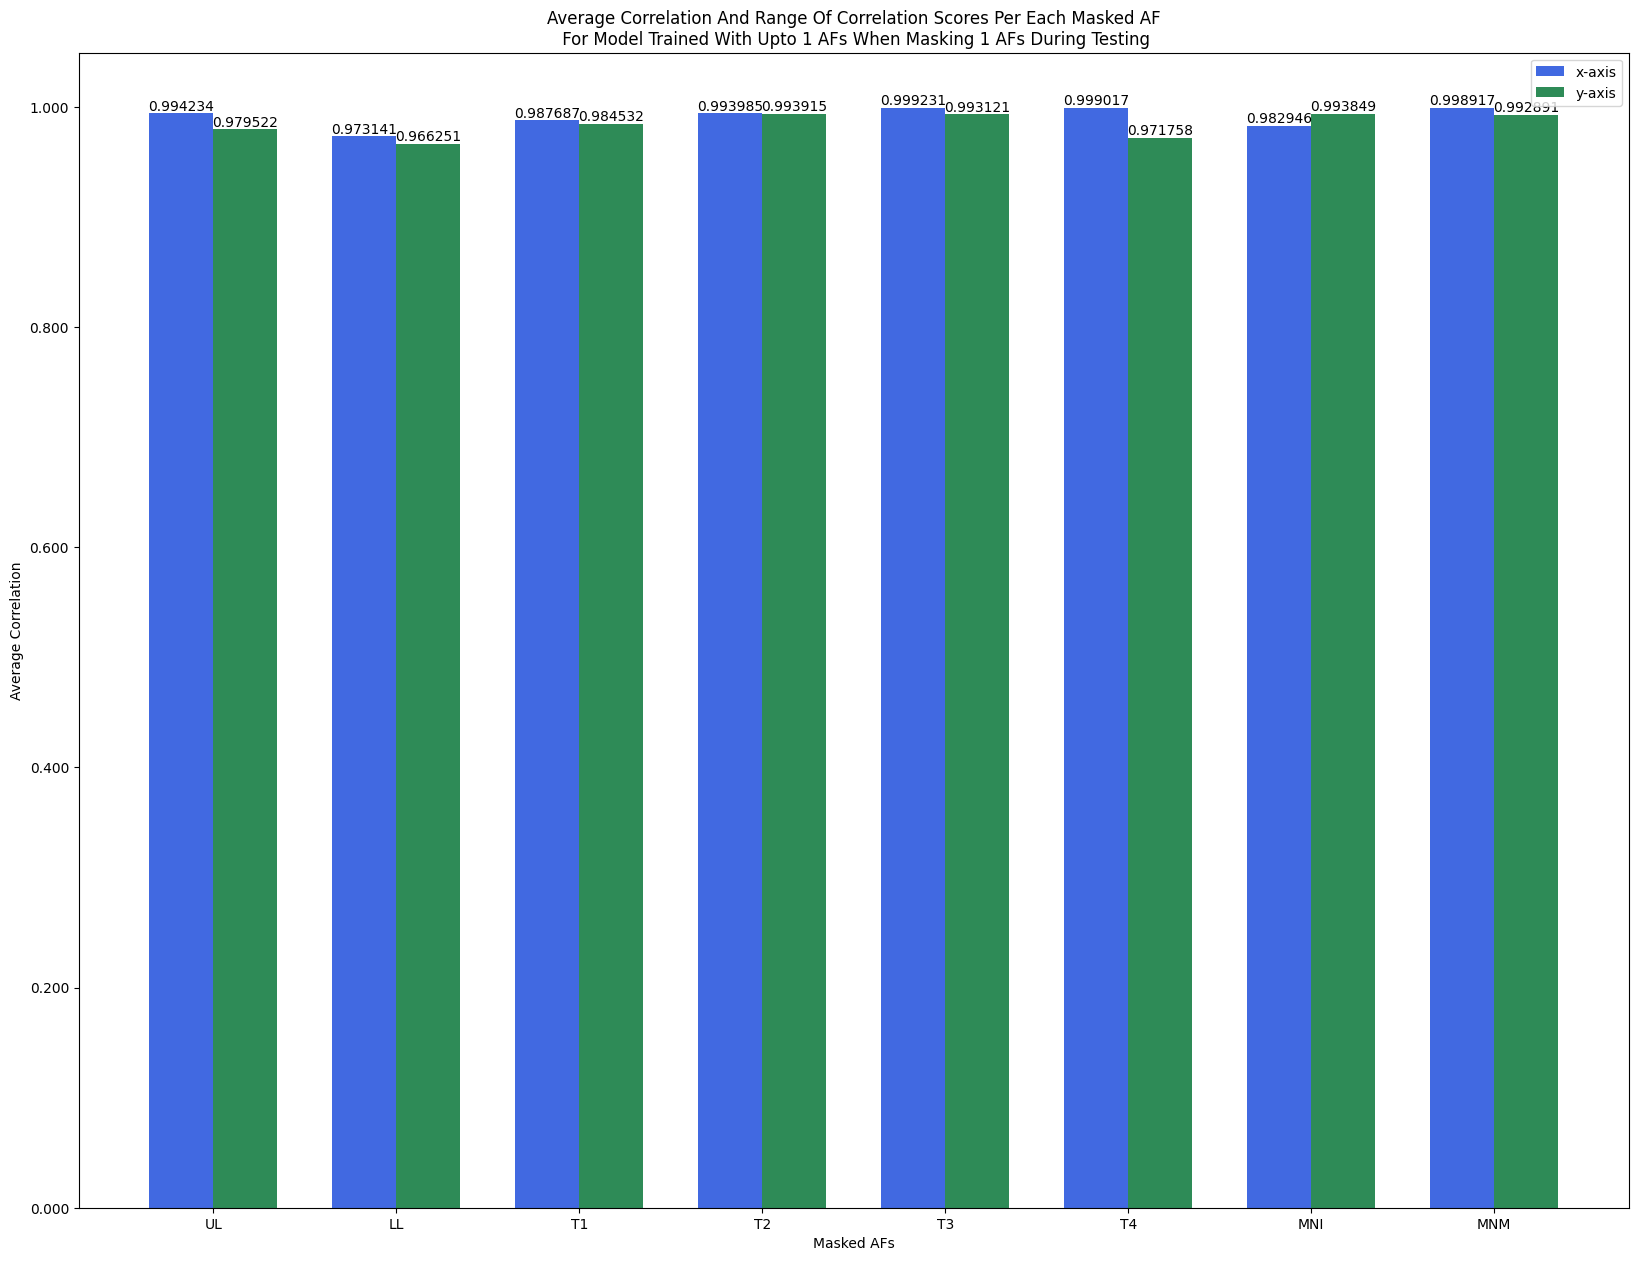 Average Correlation And Range Of Correlation Scores Per Each Masked AF
For Model Trained With Upto 1 AFs When Masking 1 AFs During Testing
x-axis
y-axis
0.994234
0.979522
0.973141
0.966251
0.987687
0.984532
0.993985
0.993915
0.999231
0.993121
0.999017
0.971758
0.982946
0.993849
0.998917
0.992891
Average Correlation
1.000
0.800
0.600
0.400
0.200
0.000
UL
LL
T1
T2
T3
T4
MNI
MNM
Masked AFs